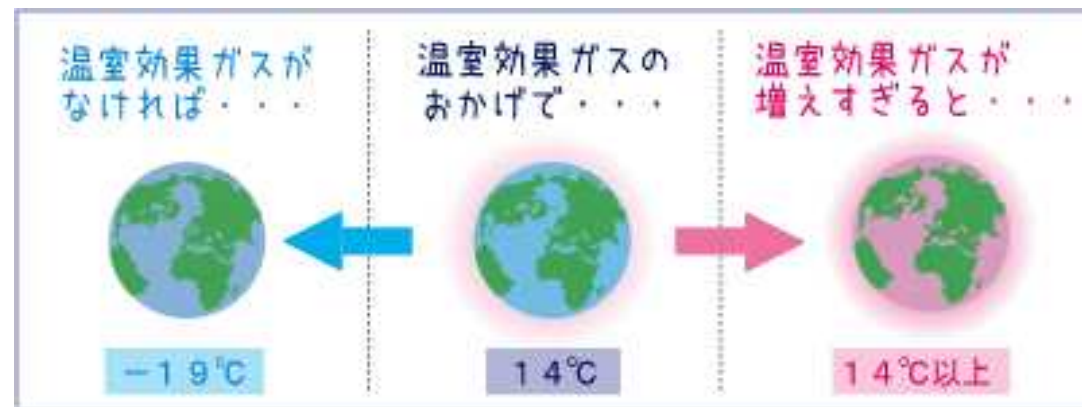 温室効果ガスが
なければ・・・
温室効果ガスの
おかげで・・・
温室効果ガスが
増えすぎると・・・
－１９℃
１４℃
１４℃以上